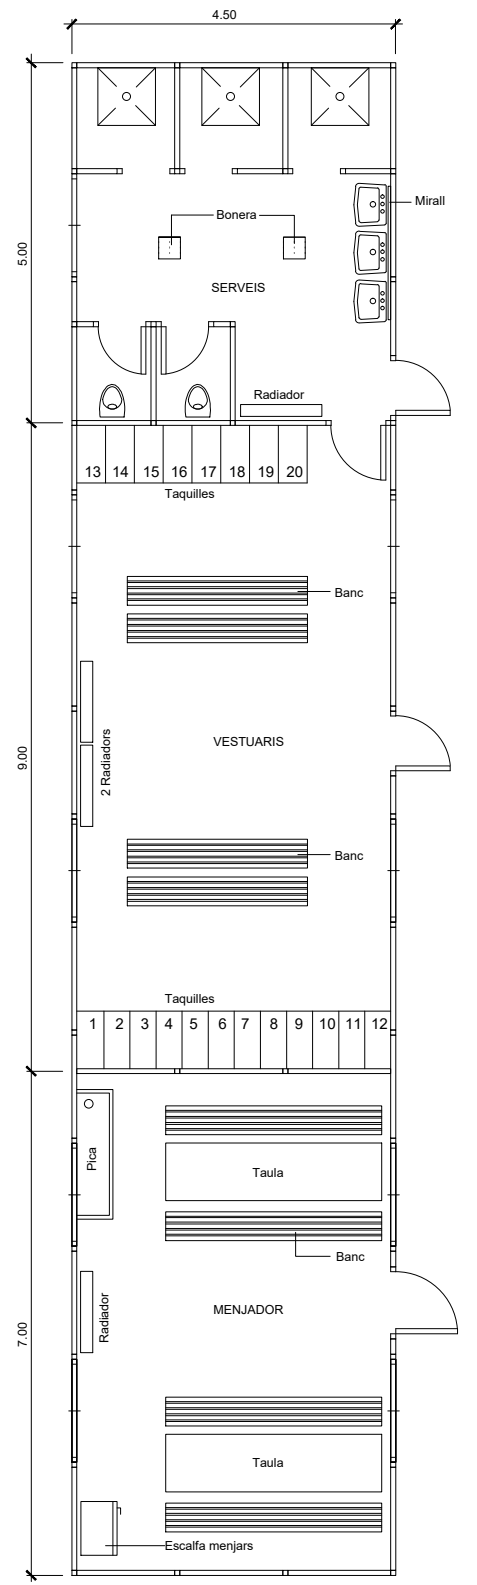 4.50
5.00
Mirall
Bonera
SERVEIS
Radiador
13 14 15 16 17 18 19 20
Taquilles
Banc
9.00
2 Radiadors
VESTUARIS
Banc
Taquilles
1 2 3 4 5 6 7 8 9 10 11 12
Pica
Taula
Banc
7.00
Radiador
MENJADOR
Taula
Escalfa menjars